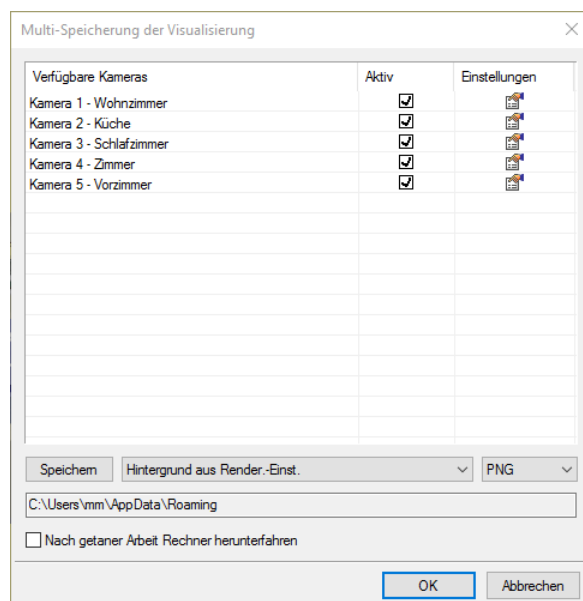 Multi-Speicherung der Visualisierung
Verfügbare Kameras Aktiv Einstellungen
Kamera 1 - Wohnzimmer
Kamera 2 - Küche
Kamera 3 - Schlafzimmer
Kamera 4 - Zimmer
Kamera 5 - Vorzimmer
Speichern Hintergrund aus Render.-Einst. PNG
C:\Users\mm\AppData\Roaming
Nach getaner Arbeit Rechner herunterfahren
OK Abbrechen